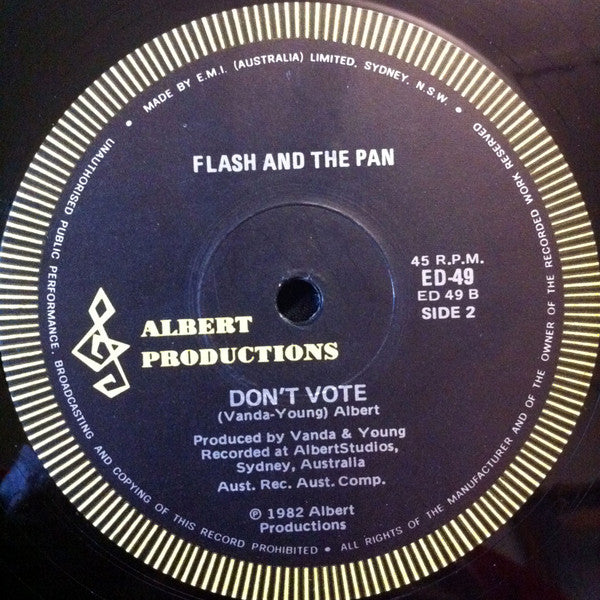 • MADE BY E.M.I. (AUSTRALIA) LIMITED, SYDNEY, N.S.W. •
FLASH AND THE PAN
45 R.P.M.
ED-49
ED 49 B
SIDE 2
ALBERT
PRODUCTIONS
DON'T VOTE
(Vanda-Young) Albert
Produced by Vanda & Young
Recorded at AlbertStudios,
Sydney, Australia
Aust. Rec. Aust. Comp.
℗ 1982 Albert
Productions
UNAUTHORISED PUBLIC PERFORMANCE, BROADCASTING AND COPYING OF THIS RECORD PROHIBITED • ALL RIGHTS OF THE MANUFACTURER AND OF THE OWNER OF THE RECORDED WORK RESERVED